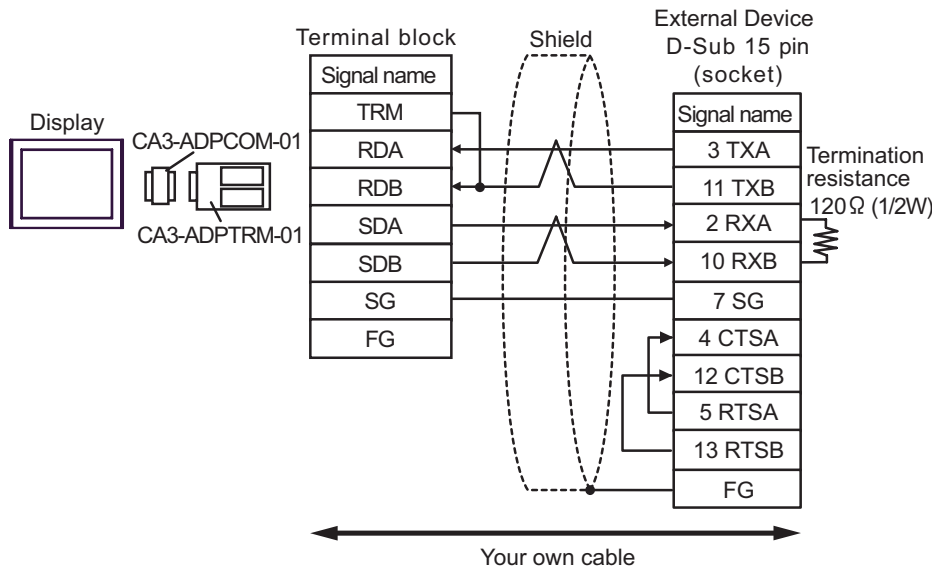 Display
CA3-ADPCOM-01
CA3-ADPTRM-01
Terminal block
Signal name
TRM
RDA
RDB
SDA
SDB
SG
FG
Shield
External Device
D-Sub 15 pin
(socket)
Signal name
3 TXA
11 TXB
2 RXA
10 RXB
7 SG
4 CTSA
12 CTSB
5 RTSA
13 RTSB
FG
Termination
resistance
120Ω (1/2W)
Your own cable